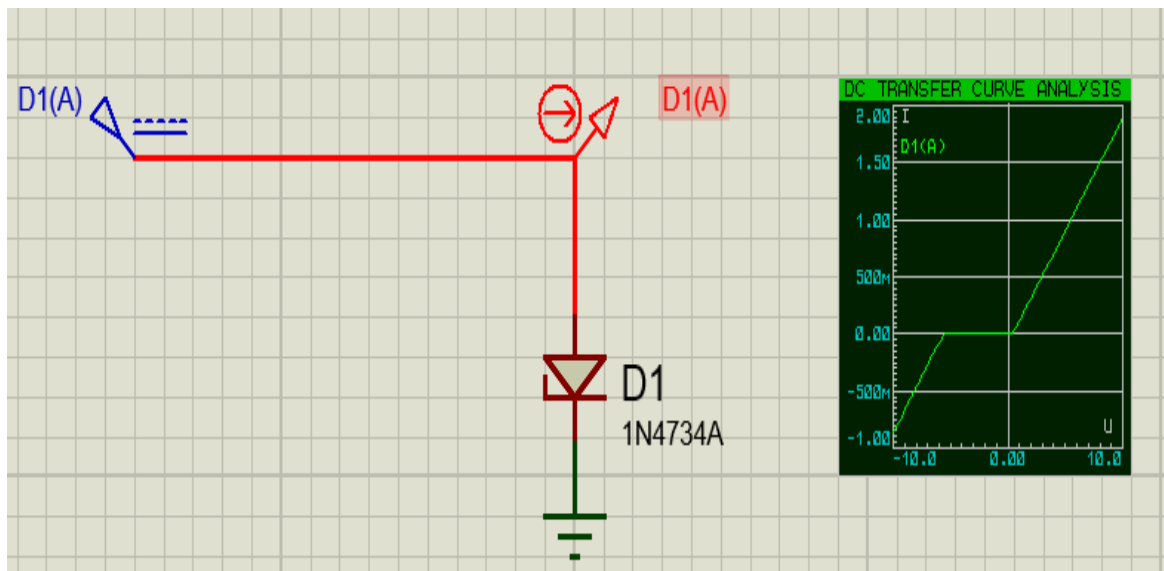 D1(A)
D1(A)
D1
1N4734A
DC TRANSFER CURVE ANALYSIS
2.00
I
D1(A)
1.50
1.00
500m
0.00
-500m
-1.00
U
-10.0 0.00 10.0